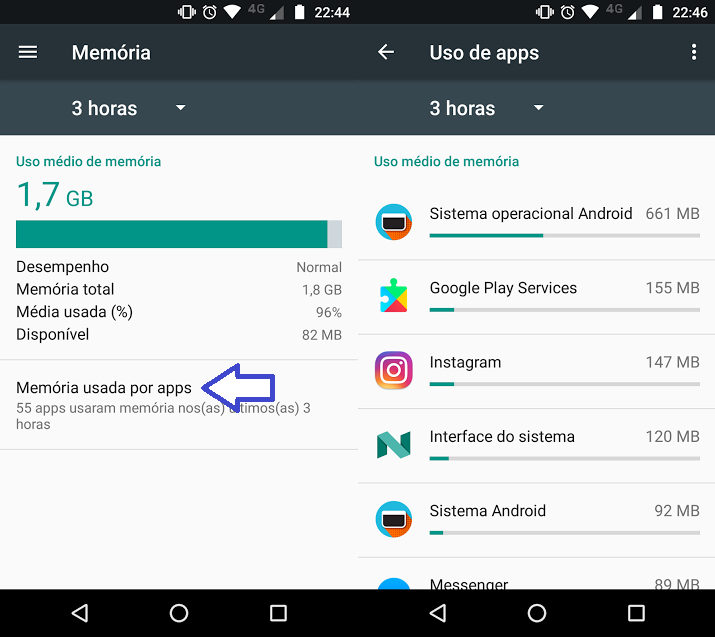 4G
22:44
Memória
3 horas
Uso médio de memória
1,7 GB
Desempenho Normal
Memória total 1,8 GB
Média usada (%) 96%
Disponível 82 MB
Memória usada por apps
55 apps usaram memória nos(as) últimos(as) 3
horas
4G
22:46
Uso de apps
3 horas
Uso médio de memória
Sistema operacional Android 661 MB
Google Play Services 155 MB
Instagram 147 MB
Interface do sistema 120 MB
Sistema Android 92 MB
Messenger 89 MB